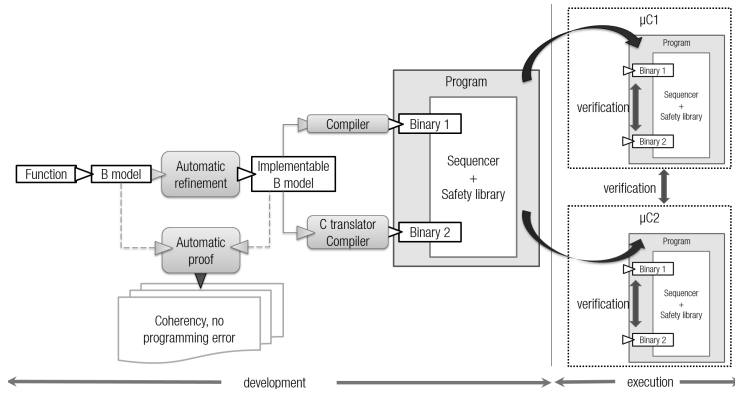 Function
B model
Automatic
refinement
Implementable
B model
Automatic
proof
Coherency, no
programming error
Compiler
C translator
Compiler
Program
Binary 1
Sequencer
+
Safety library
Binary 2
µC1
Program
Binary 1
verification
Sequencer
+
Safety library
Binary 2
verification
µC2
Program
Binary 1
verification
Sequencer
+
Safety library
Binary 2
development
execution